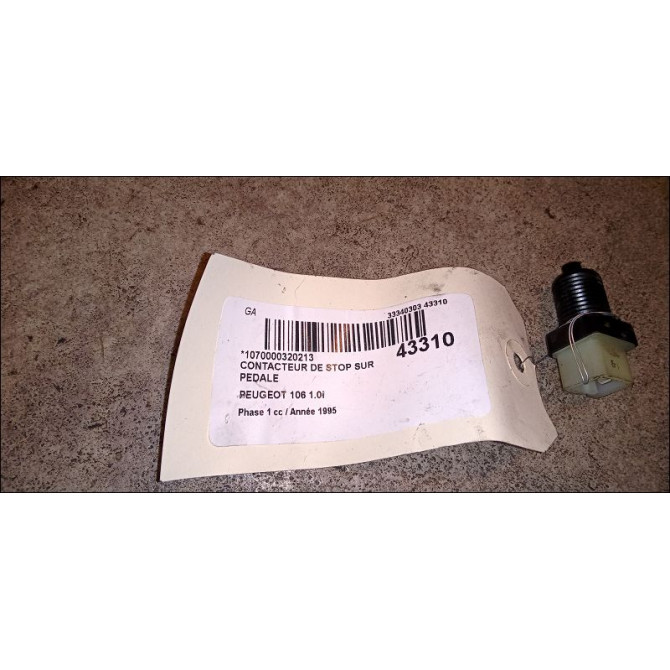 GA
33340303 43310
*1070000320213
43310
CONTACTEUR DE STOP SUR
PEDALE
PEUGEOT 106 1.0i
Phase 1 cc / Année 1995